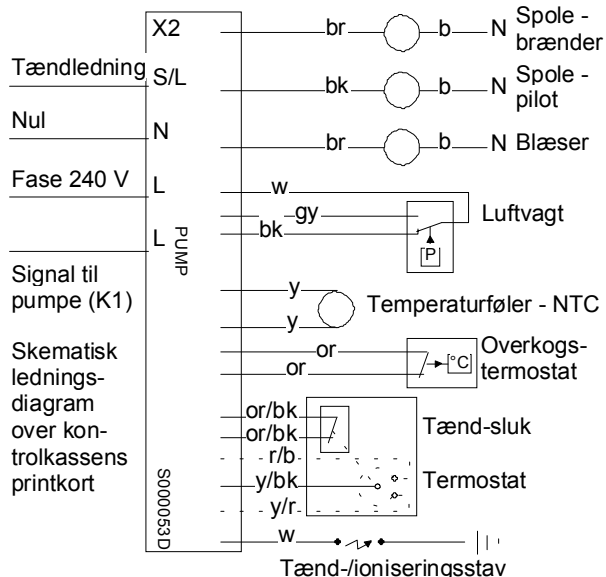 X2
br
b
N
Spole -
brænder
Tændledning
S/L
bk
b
N
Spole -
pilot
Nul
N
br
b
N
Blæser
Fase 240 V
L
w
gy
bk
P
Luftvagt
L
PUMP
Signal til
pumpe (K1)
y
y
Temperaturføler - NTC
Skematisk
lednings-
diagram
over kon-
trolkassens
printkort
or
or
°C
Overkogs-
termostat
or/bk
or/bk
Tænd-sluk
r/b
y/bk
y/r
Termostat
S000053D
w
Tænd-/ioniseringsstav